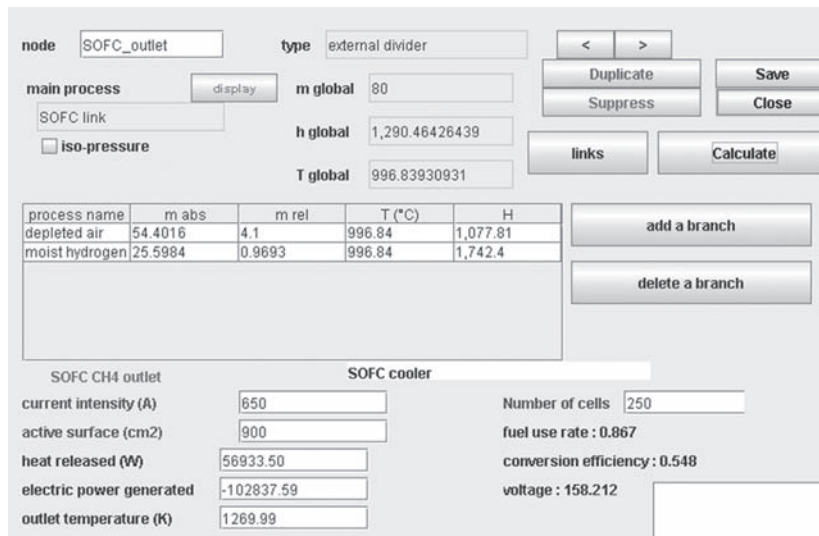 node SOFC_outlet type external divider < >
Duplicate Save
main process display m global 80
Suppress Close
SOFC link
h global 1,290.46426439
iso-pressure
links Calculate
T global 996.83930931
process name m abs m rel T (°C) H
depleted air 54.4016 4.1 996.84 1,077.81
add a branch
moist hydrogen 25.5984 0.9693 996.84 1,742.4
delete a branch
SOFC CH4 outlet SOFC cooler
current intensity (A) 650 Number of cells 250
active surface (cm2) 900 fuel use rate : 0.867
heat released (W) 56933.50 conversion efficiency : 0.548
electric power generated -102837.59 voltage : 158.212
outlet temperature (K) 1269.99